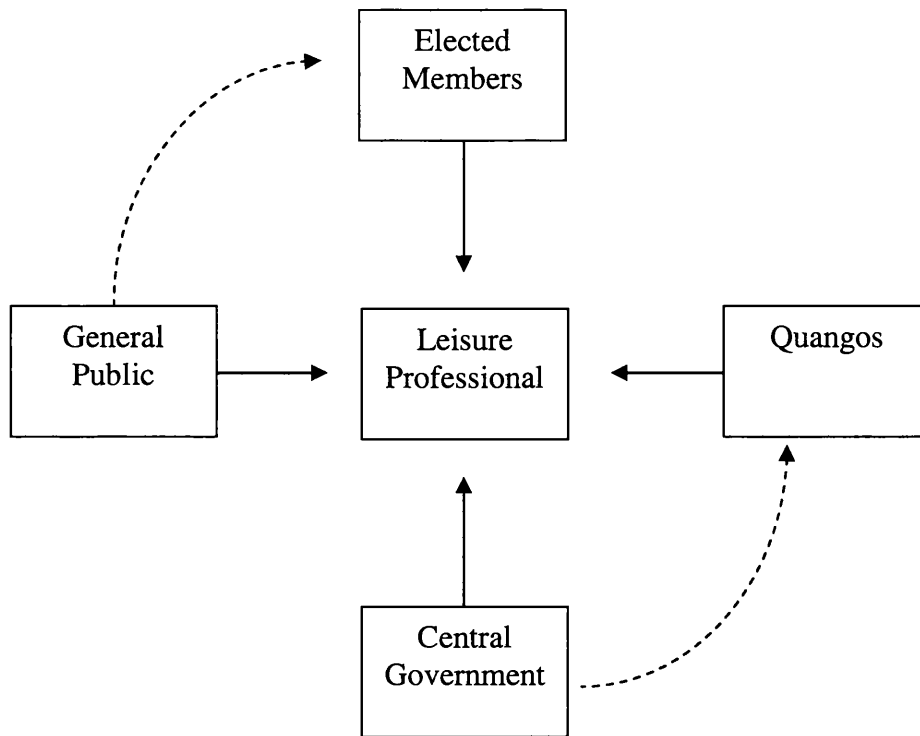 Elected
Members
General
Public
Leisure
Professional
Quangos
Central
Government